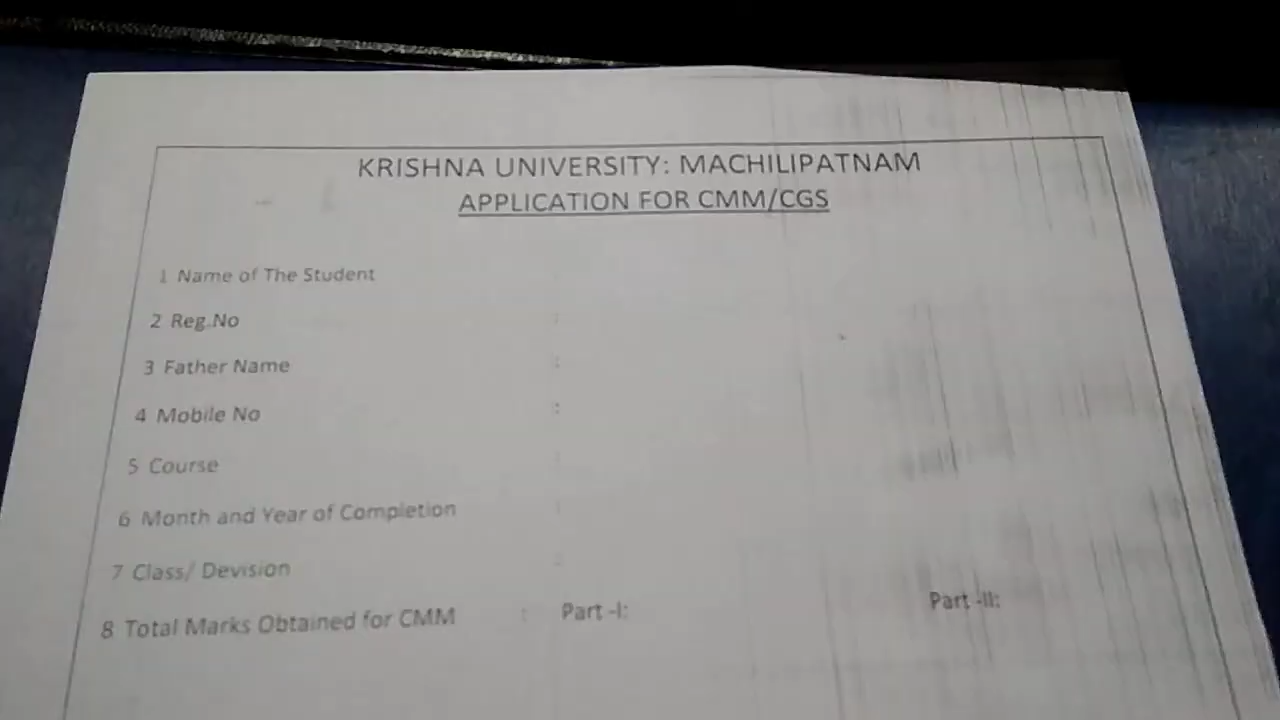 KRISHNA UNIVERSITY: MACHILIPATNAM
APPLICATION FOR CMM/CGS
1 Name of The Student
2 Reg.No :
3 Father Name :
4 Mobile No :
5 Course
6 Month and Year of Completion :
7 Class/ Devision :
8 Total Marks Obtained for CMM : Part -I: Part -II: